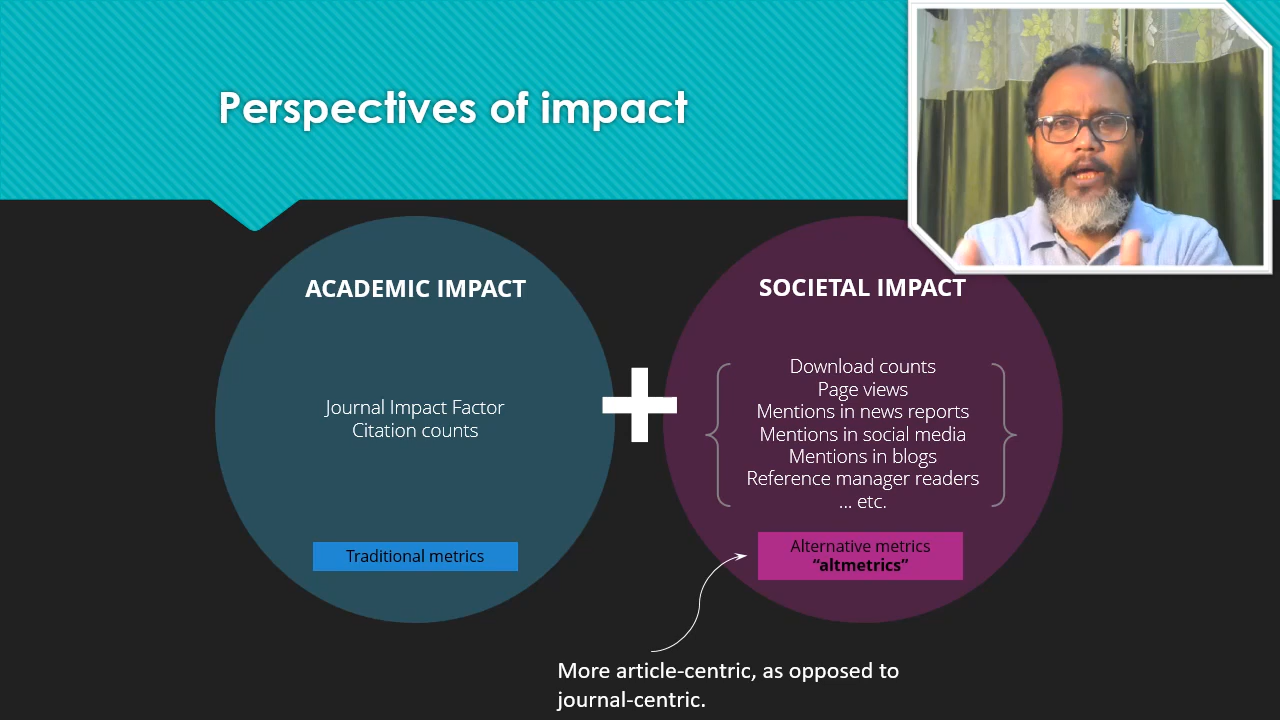 Perspectives of impact
ACADEMIC IMPACT
Journal Impact Factor
Citation counts
Traditional metrics
SOCIETAL IMPACT
Download counts
Page views
Mentions in news reports
Mentions in social media
Mentions in blogs
Reference manager readers
... etc.
Alternative metrics
“altmetrics”
More article-centric, as opposed to
journal-centric.